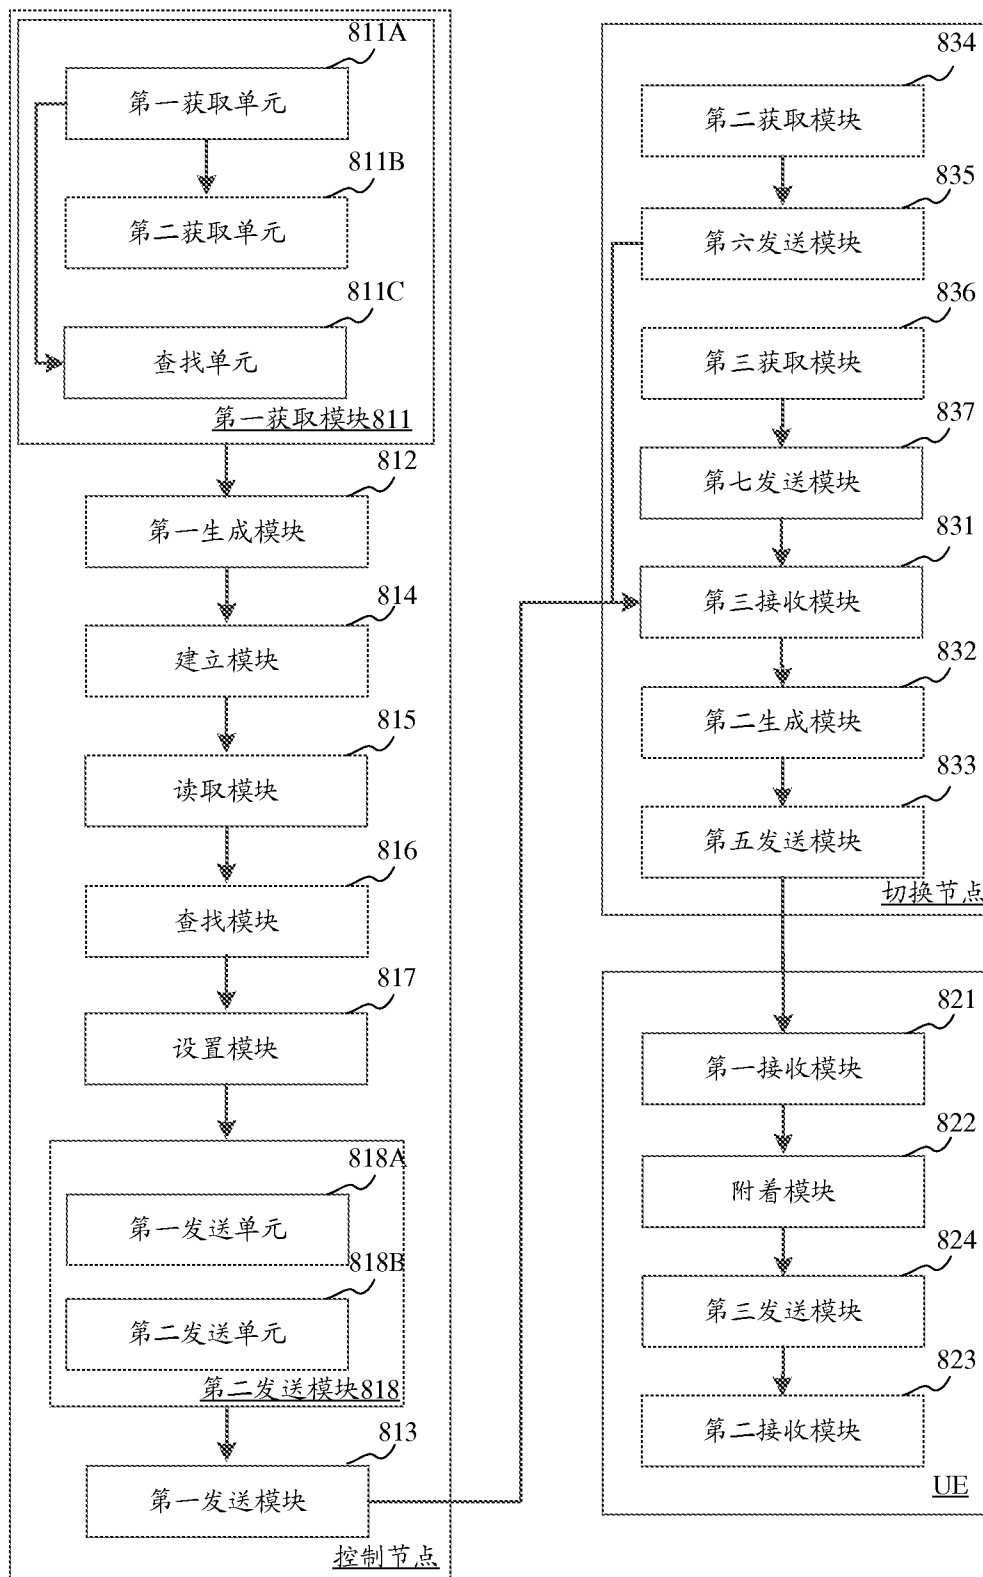 811A
第一获取单元
811B
第二获取单元
811C
查找单元
第一获取模块811
812
第一生成模块
814
建立模块
815
读取模块
816
查找模块
817
设置模块
818A
第一发送单元
818B
第二发送单元
第二发送模块818
813
第一发送模块
控制节点
834
第二获取模块
835
第六发送模块
836
第三获取模块
837
第七发送模块
831
第三接收模块
832
第二生成模块
833
第五发送模块
切换节点
821
第一接收模块
822
附着模块
824
第三发送模块
823
第二接收模块
UE